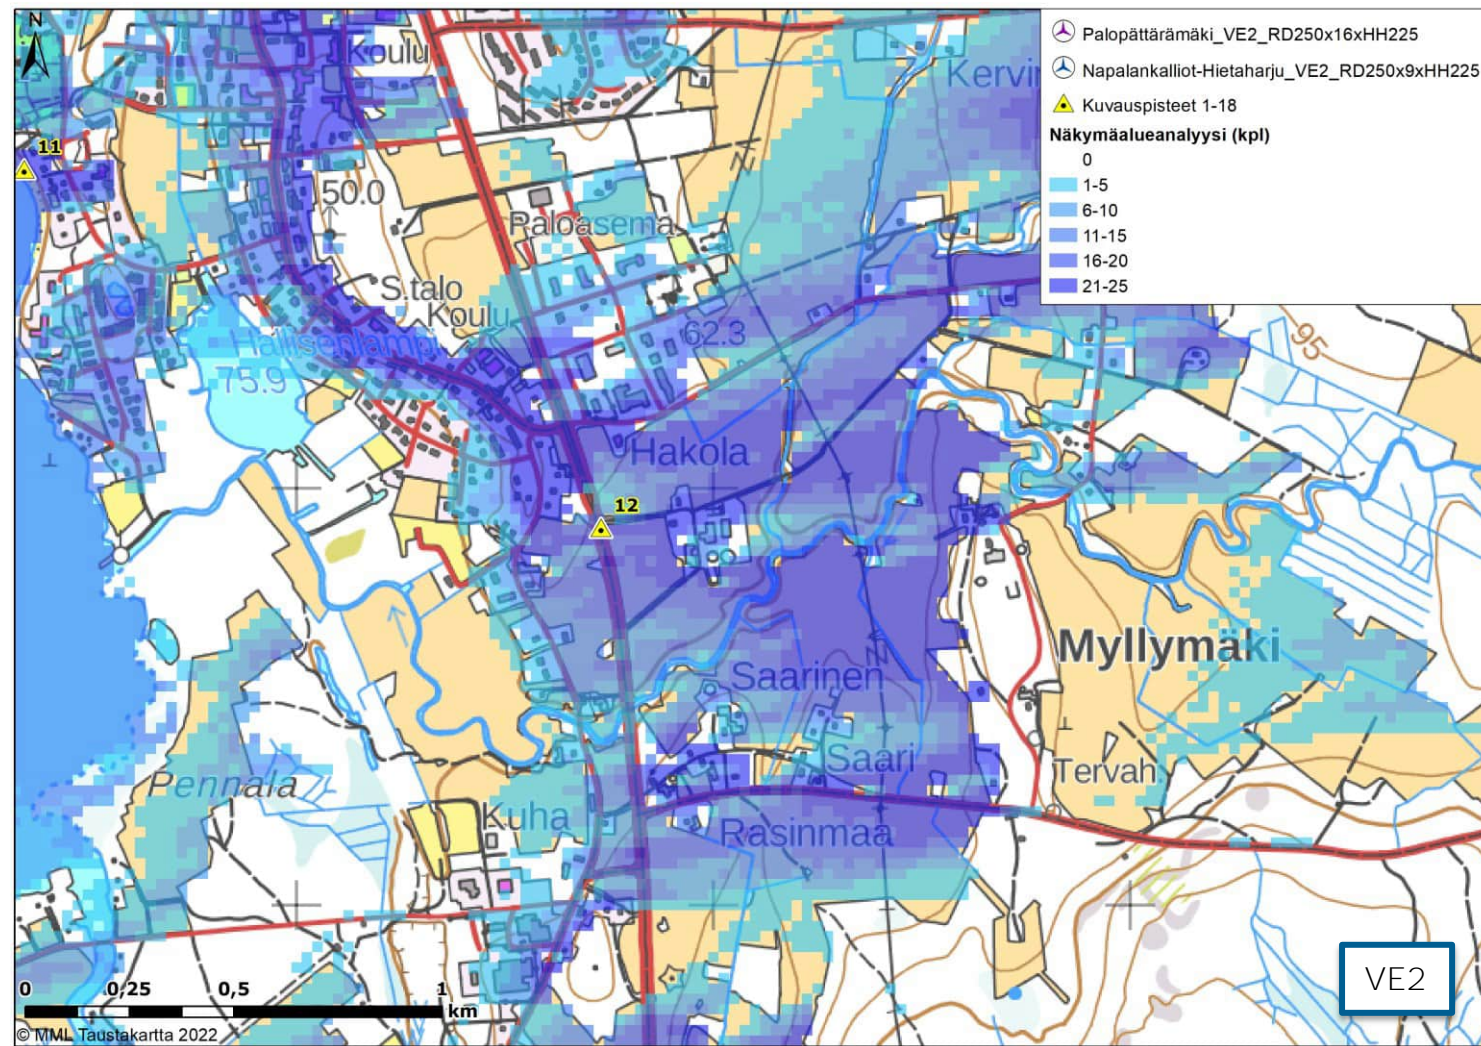 N
Palopättärämäki_VE2_RD250x16xHH225
Napalankalliot-Hietaharju_VE2_RD250x9xHH225
Kuvauspisteet 1-18
Näkymäalueanalyysi (kpl)
0
1-5
6-10
11-15
16-20
21-25
Koulu
Kervin
11
50.0
Paloasema
95
S.talo
Koulu
62.3
Hallisenlampi
75.9
Hakola
12
Myllymäki
Saarinen
Saari
Tervah
Pennala
Kuha
Rasinmaa
VE2
0 0,25 0,5 1
km
© MML Taustakartta 2022